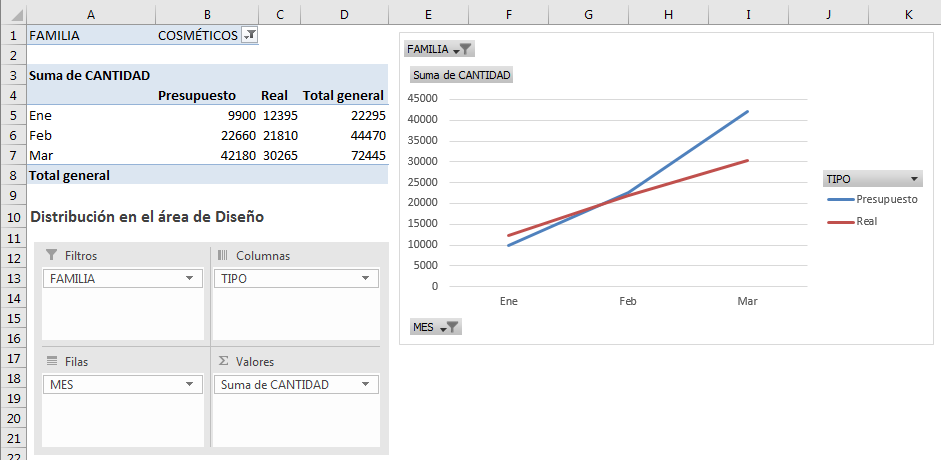 A B C D E F G H I J K
1 FAMILIA COSMÉTICOS
2
3 Suma de CANTIDAD
4 Presupuesto Real Total general
5 Ene 9900 12395 22295
6 Feb 22660 21810 44470
7 Mar 42180 30265 72445
8 Total general
9
10 Distribución en el área de Diseño
11
12 Filtros Columnas
13 FAMILIA TIPO
14
15
16
17 Filas Valores
18 MES Suma de CANTIDAD
19
20
21
22
FAMILIA
Suma de CANTIDAD
45000
40000
35000
30000
25000
20000
15000
10000
5000
0
Ene Feb Mar
TIPO
Presupuesto
Real
MES